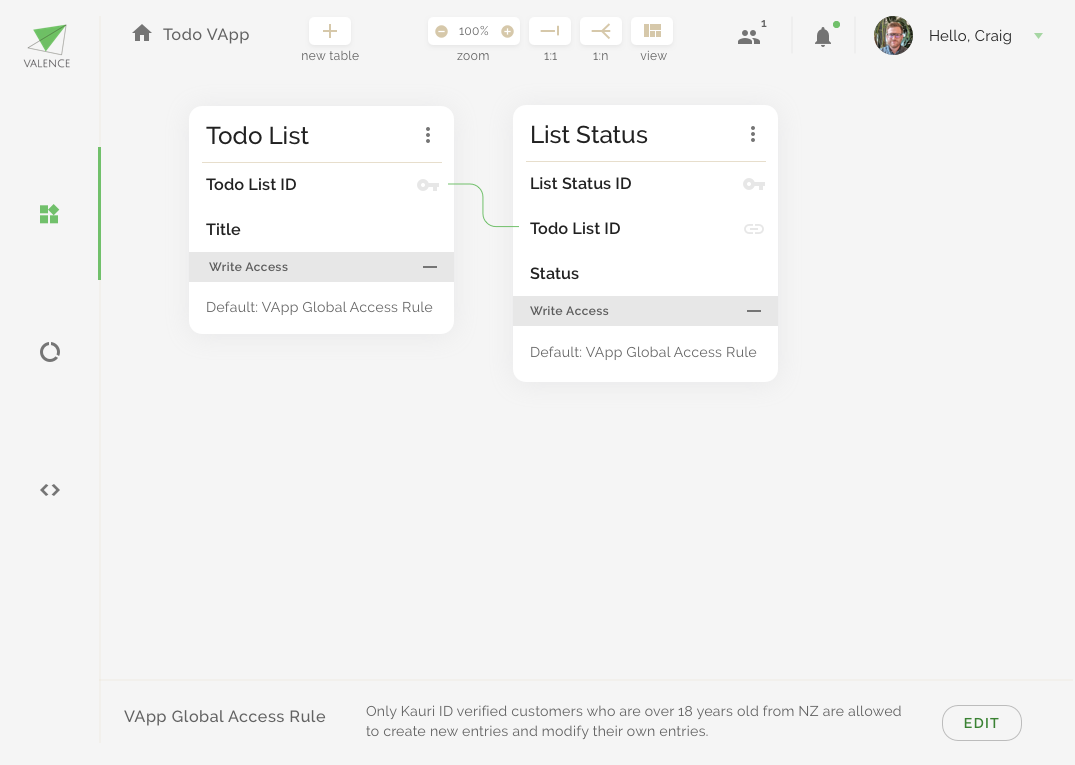 VALENCE
Todo VApp
new table
100%
zoom
1:1
1:n
view
1
Hello, Craig
Todo List
Todo List ID
Title
Write Access
Default: VApp Global Access Rule
List Status
List Status ID
Todo List ID
Status
Write Access
Default: VApp Global Access Rule
VApp Global Access Rule
Only Kauri ID verified customers who are over 18 years old from NZ are allowed
to create new entries and modify their own entries.
EDIT